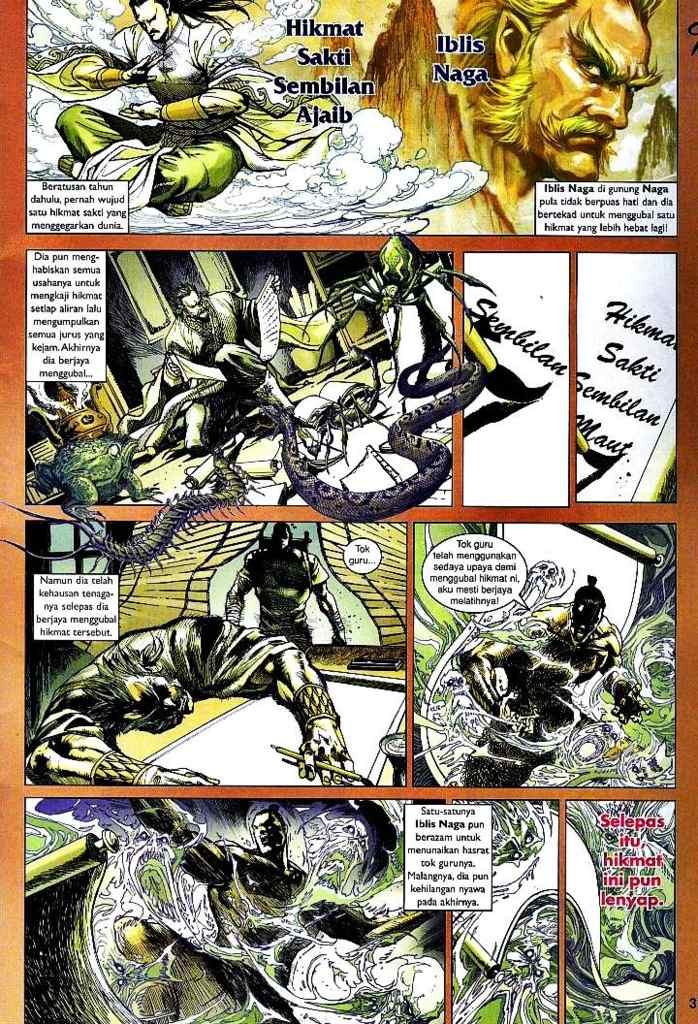 Hikmat
Sakti
Sembilan
Ajaib
Iblis
Naga
Beratusan tahun
dahulu, pernah wujud
satu hikmat sakti yang
menggegarkan dunia.
Iblis Naga di gunung Naga
pula tidak berpuas hati dan dia
bertekad untuk menggubal satu
hikmat yang lebih hebat lagi!
Dia pun meng-
habiskan semua
usahanya untuk
mengkaji hikmat
setiap aliran lalu
mengumpulkan
semua jurus yang
kejam. Akhirnya
dia berjaya
menggubal...
Sembilan
Hikmat
Sakti
Sembilan
Maut.
Namun dia telah
kehausan tenaga-
nya selepas dia
berjaya menggubal
hikmat tersebut.
Tok
guru...
Tok guru
telah menggunakan
sedaya upaya demi
menggubal hikmat ni,
aku mesti berjaya
melatihnya!
Satu-satunya
Iblis Naga pun
berazam untuk
menunaikan hasrat
tok gurunya.
Malangnya, dia pun
kehilangan nyawa
pada akhirnya.
Selepas
itu,
hikmat
ini pun
lenyap.
3